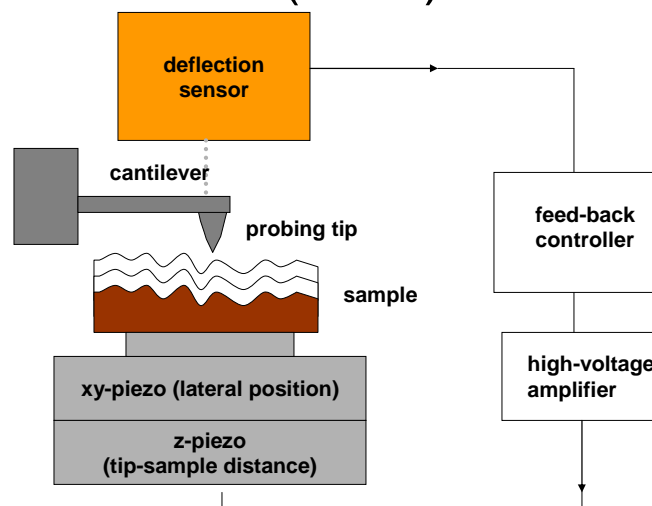 deflection
sensor
cantilever
probing tip
feed-back
controller
sample
high-voltage
amplifier
xy-piezo (lateral position)
z-piezo
(tip-sample distance)